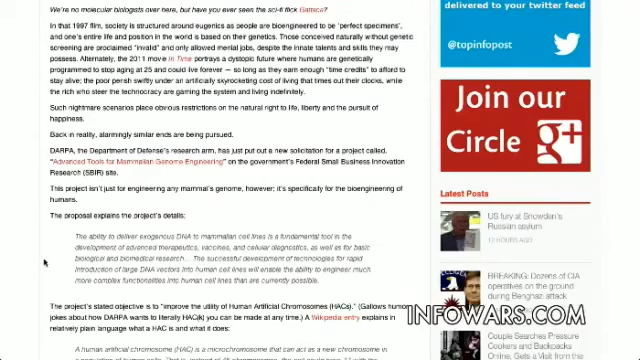 We're no molecular biologists over here, but have you ever seen the sci-fi flick Gattaca?
In that 1997 film, society is structured around eugenics as people are bioengineered to be 'perfect specimens',
and one's entire life and position in the world is based on their genetics. Those conceived naturally without genetic
screening are proclaimed "invalid" and only allowed menial jobs, despite the innate talents and skills they may
possess. Alternately, the 2011 move In Time portrays a dystopic future where humans are genetically
programmed to stop aging at 25 and could live forever — so long as they earn enough "time credits" to afford to
stay alive; the poor perish swiftly under an artificially skyrocketing cost of living that times out their clocks, while
the rich who steer the technocracy are gaming the system and living indefinitely.
Such nightmare scenarios place obvious restrictions on the natural right to life, liberty and the pursuit of
happiness.
Back in reality, alarmingly similar ends are being pursued.
DARPA, the Department of Defense's research arm, has just put out a new solicitation for a project called,
"Advanced Tools for Mammalian Genome Engineering" on the government's Federal Small Business Innovation
Research (SBIR) site.
This project isn't just for engineering any mammal's genome, however; it's specifically for the bioengineering of
humans.
The proposal explains the project's details:
The ability to deliver exogenous DNA to mammalian cell lines is a fundamental tool in the
development of advanced therapeutics, vaccines, and cellular diagnostics, as well as for basic
biological and biomedical research... The successful development of technologies for rapid
introduction of large DNA vectors into human cell lines will enable the ability to engineer much
more complex functionalities into human cell lines than are currently possible.
The project's stated objective is to "improve the utility of Human Artificial Chromosomes (HACs)." (Gallows humor
jokes about how DARPA wants to literally HAC(k) you can be made at any time.) A Wikipedia entry explains in
relatively plain language what a HAC is and what it does:
A human artificial chromosome (HAC) is a microchromosome that can act as a new chromosome in
delivered to your twitter feed
@topinfopost
Join our
Circle g+
Latest Posts
US fury at Snowden's
Russian asylum
BREAKING: Dozens of CIA
operatives on the ground
during Benghazi attack
Couple Searches Pressure
Cookers and Backpacks
Online, Gets a Visit from the
INFOWARS.COM